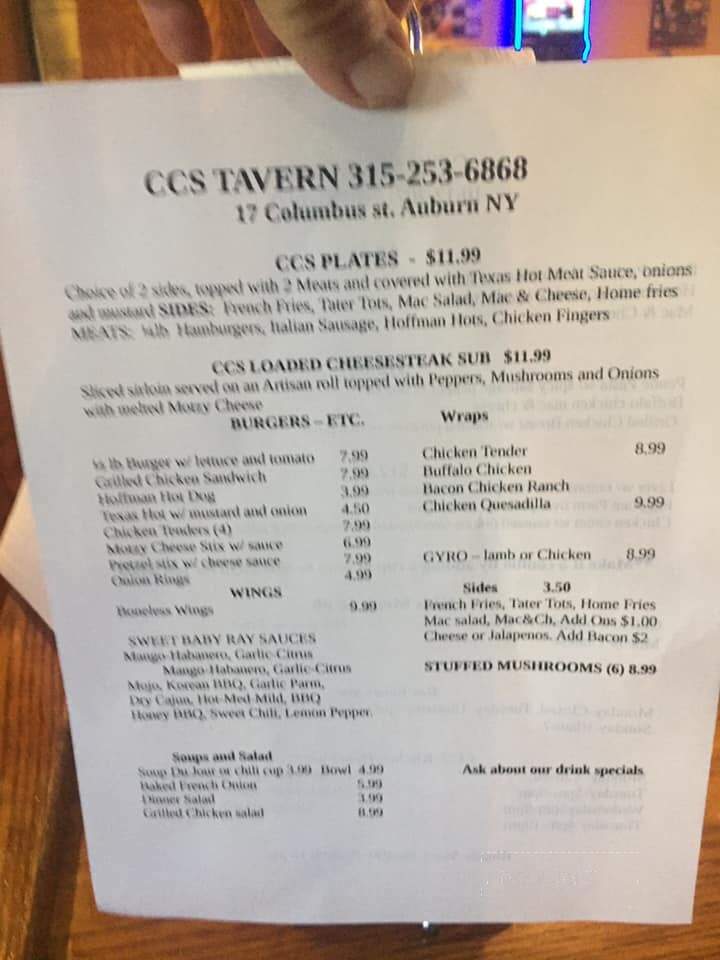 CCS TAVERN 315-253-6868
17 Columbus st. Auburn NY
CCS PLATES - $11.99
Choice of 2 sides, topped with 2 Meats and covered with Texas Hot Meat Sauce, onions
and mustard SIDES: French Fries, Tater Tots, Mac Salad, Mac & Cheese, Home fries
MEATS: ¼lb Hamburgers, Italian Sausage, Hoffman Hots, Chicken Fingers
CCS LOADED CHEESESTEAK SUB $11.99
Sliced sirloin served on an Artisan roll topped with Peppers, Mushrooms and Onions
with melted Motzy Cheese
BURGERS – ETC.
lb Burger w/ lettuce and tomato 7.99
Grilled Chicken Sandwich 7.99
Hoffman Hot Dog 3.99
Texas Hot w/ mustard and onion 4.50
Chicken Tenders (4) 7.99
Motzy Cheese Stix w/ sauce 6.99
Pretzel stix w/ cheese sauce 7.99
Onion Rings 4.99
WINGS
Boneless Wings 9.99
SWEET BABY RAY SAUCES
Mango-Habanero, Garlic-Citrus
Mango-Habanero, Garlic-Citrus
Mojo, Korean BBQ, Garlic Parm,
Dry Cajun, Hot-Med-Mild, BBQ
Honey BBQ, Sweet Chili, Lemon Pepper.
Soups and Salad
Soup Du Jour or chili cup 3.99 Bowl 4.99
Baked French Onion 5.99
Dinner Salad 3.99
Grilled Chicken salad 8.99
Wraps
Chicken Tender 8.99
Buffalo Chicken
Bacon Chicken Ranch
Chicken Quesadilla 9.99
GYRO – lamb or Chicken 8.99
Sides 3.50
French Fries, Tater Tots, Home Fries
Mac salad, Mac&Ch, Add Ons $1.00
Cheese or Jalapenos. Add Bacon $2
STUFFED MUSHROOMS (6) 8.99
Ask about our drink specials